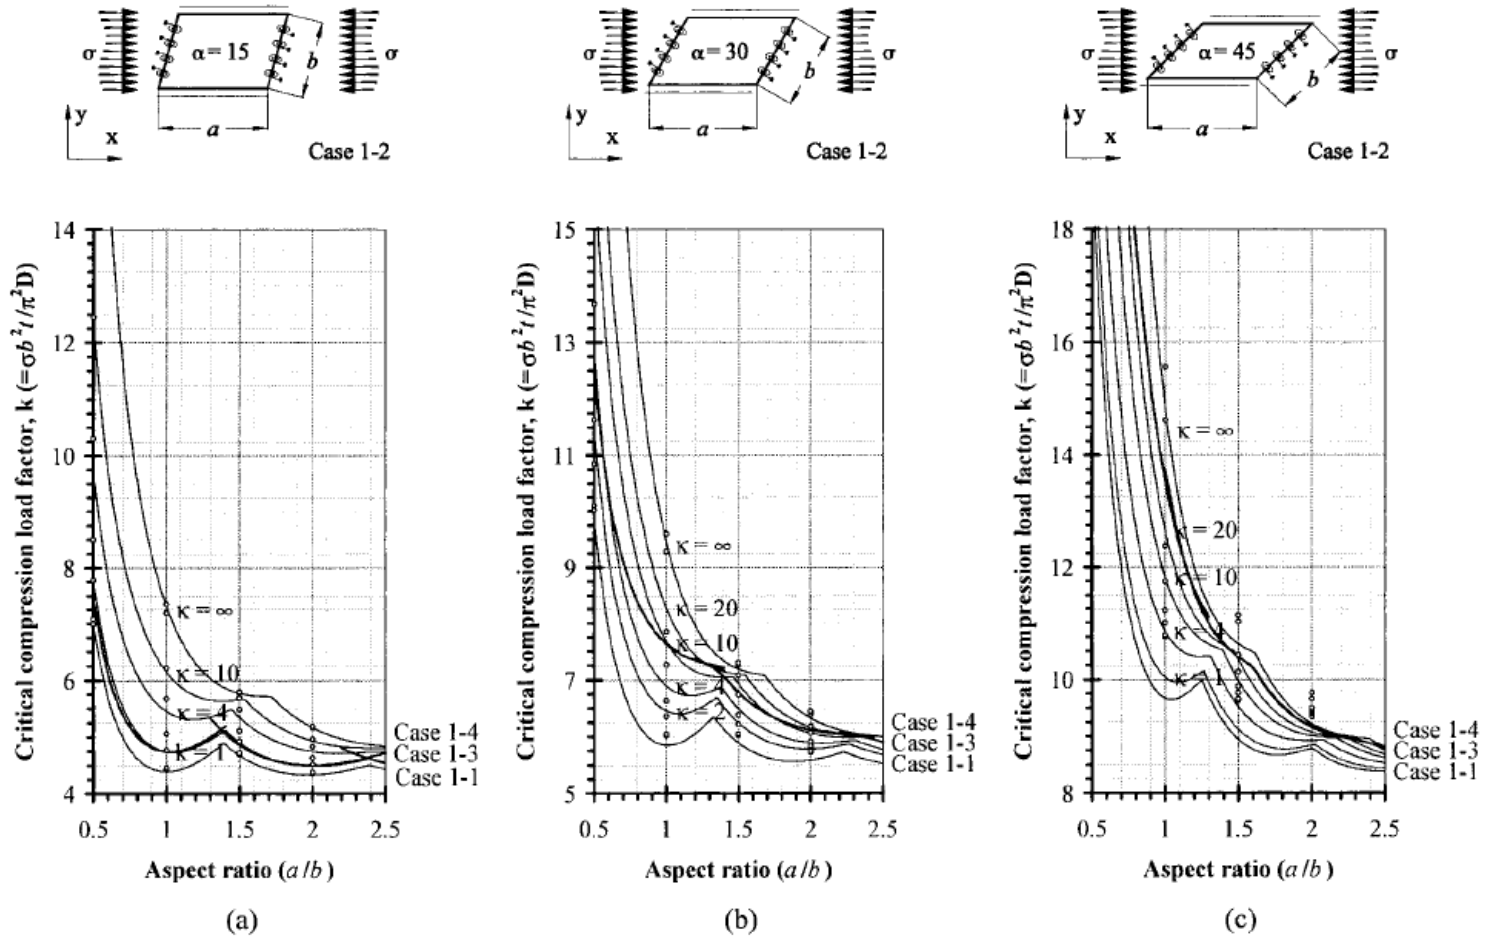 σ
α= 15
b
σ
y
x
a
Case 1-2
σ
α= 30
b
σ
y
x
a
Case 1-2
σ
α= 45
b
σ
y
x
a
Case 1-2
Critical compression load factor, k (=σb²t/π²D)
14
12
10
8
6
4
κ = ∞
κ = 10
κ = 4
k = 1
Case 1-4
Case 1-3
Case 1-1
0.5 1 1.5 2 2.5
Aspect ratio (a/b)
(a)
Critical compression load factor, k (=σb²t/π²D)
15
13
11
9
7
5
κ = ∞
κ = 20
κ = 10
κ = 4
κ = 2
Case 1-4
Case 1-3
Case 1-1
0.5 1 1.5 2 2.5
Aspect ratio (a/b)
(b)
Critical compression load factor, k (=σb²t/π²D)
18
16
14
12
10
8
κ = ∞
κ = 20
κ = 10
κ = 4
κ = 1
Case 1-4
Case 1-3
Case 1-1
0.5 1 1.5 2 2.5
Aspect ratio (a/b)
(c)